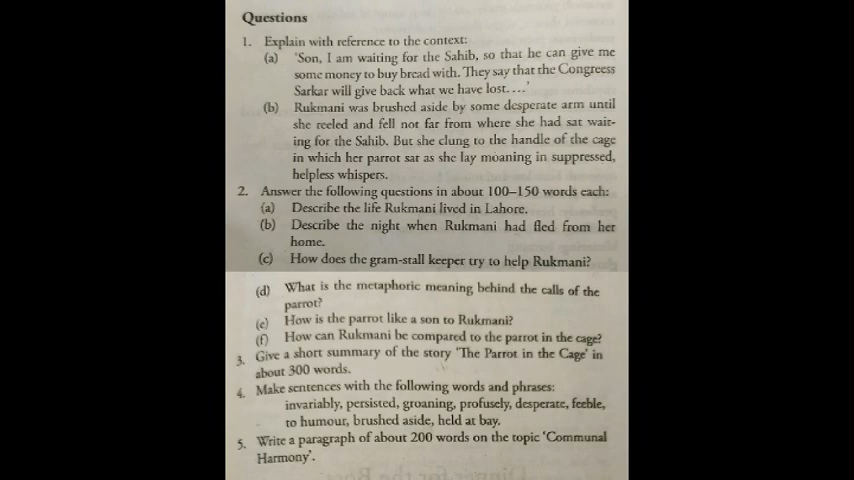 Questions
1. Explain with reference to the context:
(a) 'Son, I am waiting for the Sahib, so that he can give me
some money to buy bread with. They say that the Congreess
Sarkar will give back what we have lost....'
(b) Rukmani was brushed aside by some desperate arm until
she reeled and fell not far from where she had sat wait-
ing for the Sahib. But she clung to the handle of the cage
in which her parrot sat as she lay moaning in suppressed,
helpless whispers.
2. Answer the following questions in about 100–150 words each:
(a) Describe the life Rukmani lived in Lahore.
(b) Describe the night when Rukmani had fled from her
home.
(c) How does the gram-stall keeper try to help Rukmani?
(d) What is the metaphoric meaning behind the calls of the
parrot?
(e) How is the parrot like a son to Rukmani?
(f) How can Rukmani be compared to the parrot in the cage?
3. Give a short summary of the story 'The Parrot in the Cage' in
about 300 words.
4. Make sentences with the following words and phrases:
invariably, persisted, groaning, profusely, desperate, feeble,
to humour, brushed aside, held at bay.
5. Write a paragraph of about 200 words on the topic 'Communal
Harmony'.